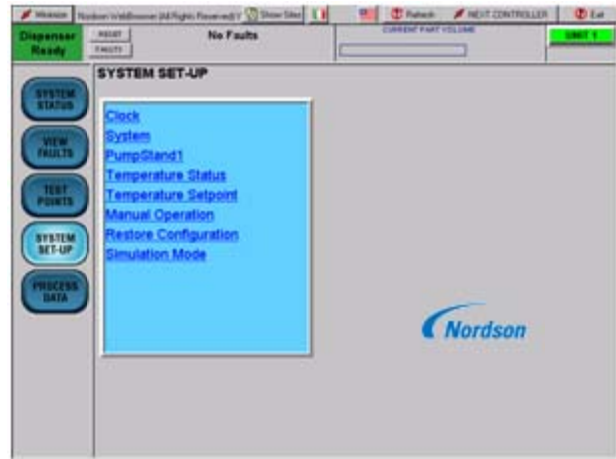 Nordson WebBrowser (All Rights Reserved) Show Sites Refresh NEXT CONTROLLER Exit
Dispenser
Ready
RESET
FAULTS
No Faults
CURRENT PART VOLUME
UNIT 1
SYSTEM SET-UP
SYSTEM
STATUS
VIEW
FAULTS
TEST
POINTS
SYSTEM
SET-UP
PROCESS
DATA
Clock
System
PumpStand1
Temperature Status
Temperature Setpoint
Manual Operation
Restore Configuration
Simulation Mode
Nordson